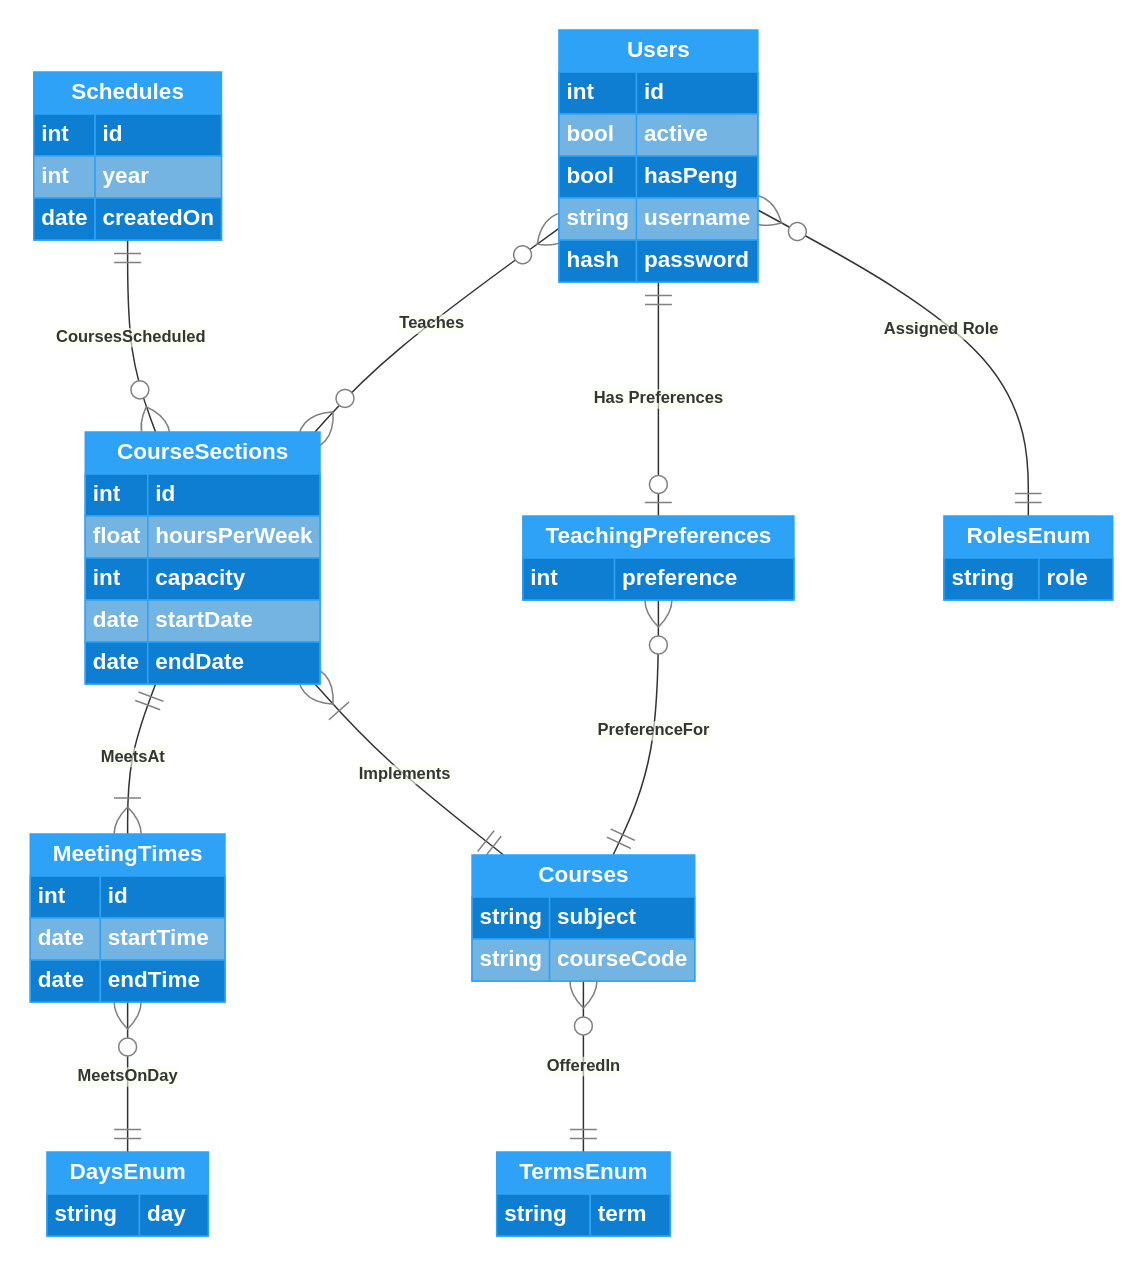 Users
int id
bool active
bool hasPeng
string username
hash password
Schedules
int id
int year
date createdOn
CoursesScheduled
Teaches
Assigned Role
Has Preferences
CourseSections
int id
float hoursPerWeek
int capacity
date startDate
date endDate
TeachingPreferences
int preference
RolesEnum
string role
PreferenceFor
MeetsAt
Implements
MeetingTimes
int id
date startTime
date endTime
Courses
string subject
string courseCode
OfferedIn
MeetsOnDay
DaysEnum
string day
TermsEnum
string term